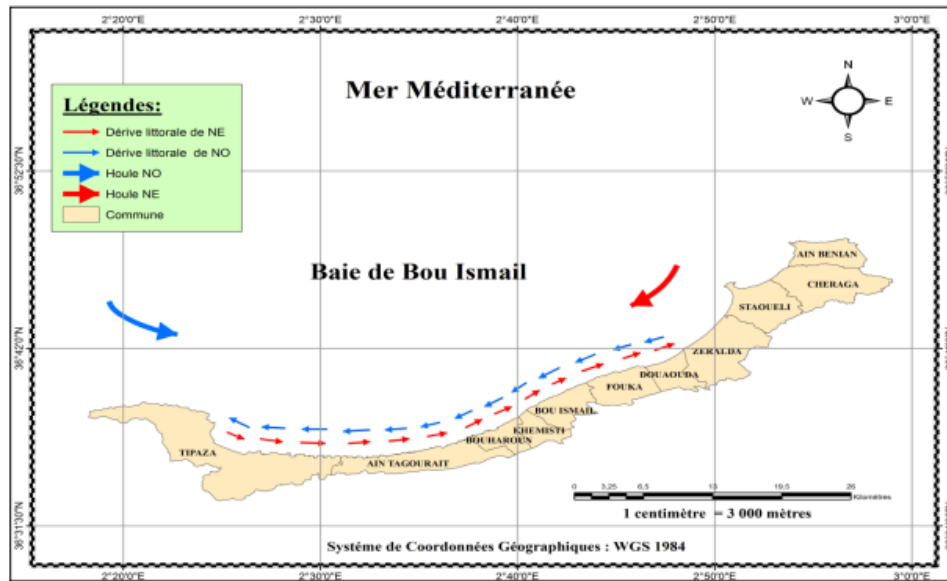 2°20'0"E 2°30'0"E 2°40'0"E 2°50'0"E 3°0'0"E
Mer Méditerranée
N
W E
S
Légendes:
Dérive littorale de NE
Dérive littorale de NO
Houle NO
Houle NE
Commune
36°52'30"N
Baie de Bou Ismail
AIN BENIAN
CHERAGA
STAOUELI
36°42'0"N
ZERALDA
DOUAOUDA
FOUKA
BOU ISMAIL
KHEMISTI
BOUHAROUN
TIPAZA
AIN TAGOURAIT
0 3,25 6,5 13 19,5 26
Kilomètres
1 centimètre = 3 000 mètres
36°31'30"N
Systéme de Coordonnées Géographiques : WGS 1984
2°20'0"E 2°30'0"E 2°40'0"E 2°50'0"E 3°0'0"E